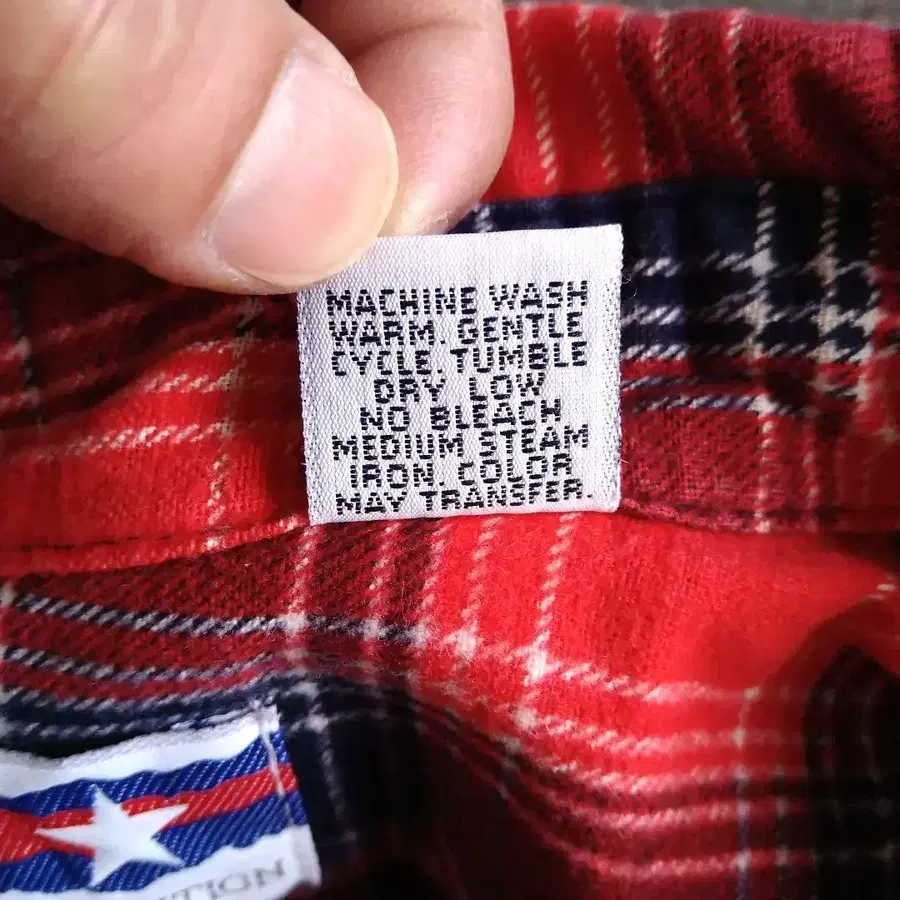 MACHINE WASH
WARM. GENTLE
CYCLE. TUMBLE
DRY LOW
NO BLEACH
MEDIUM STEAM
IRON. COLOR
MAY TRANSFER.